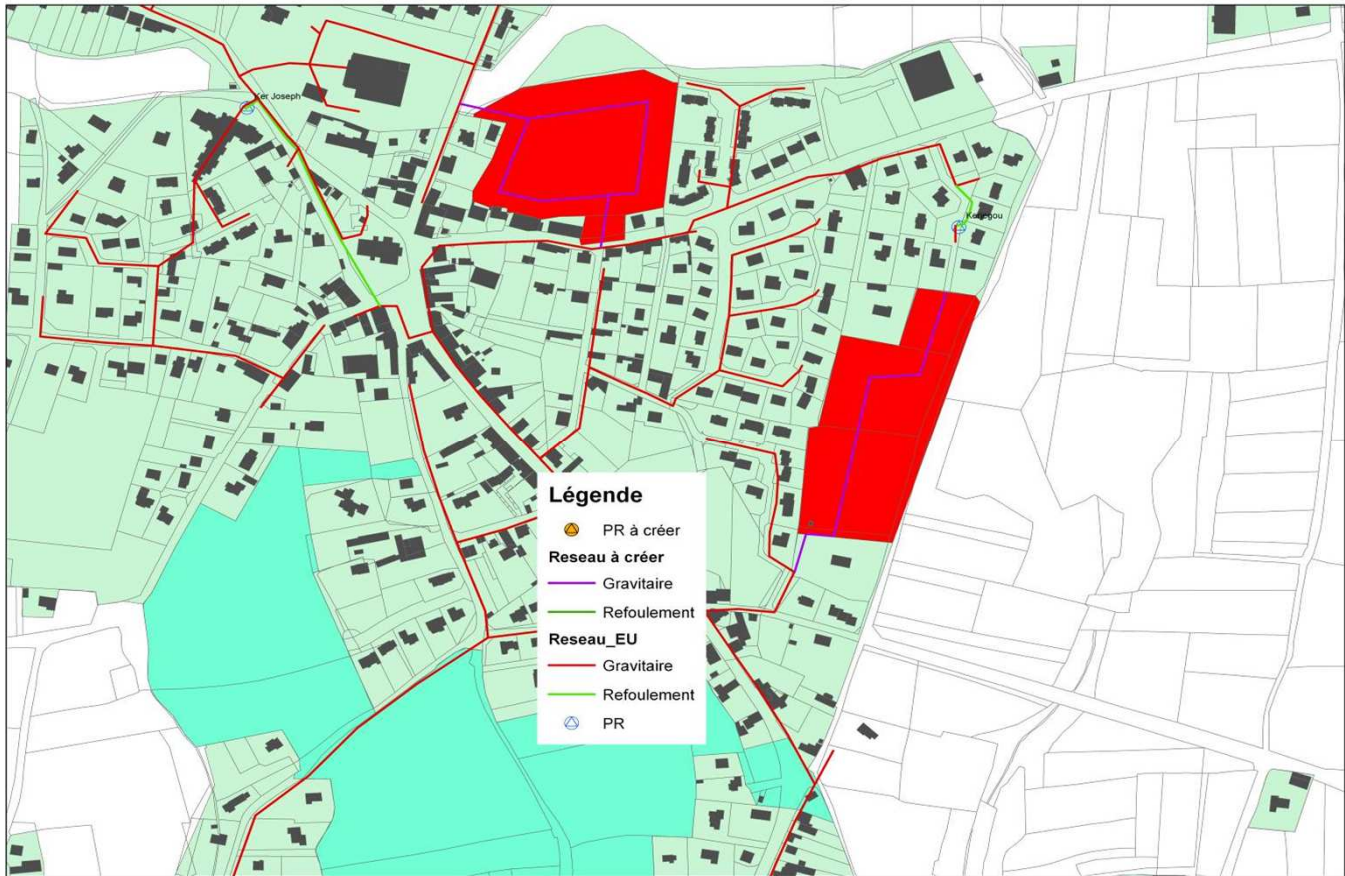 Ker Joseph
Légende
PR à créer
Reseau à créer
Gravitaire
Refoulement
Reseau_EU
Gravitaire
Refoulement
PR